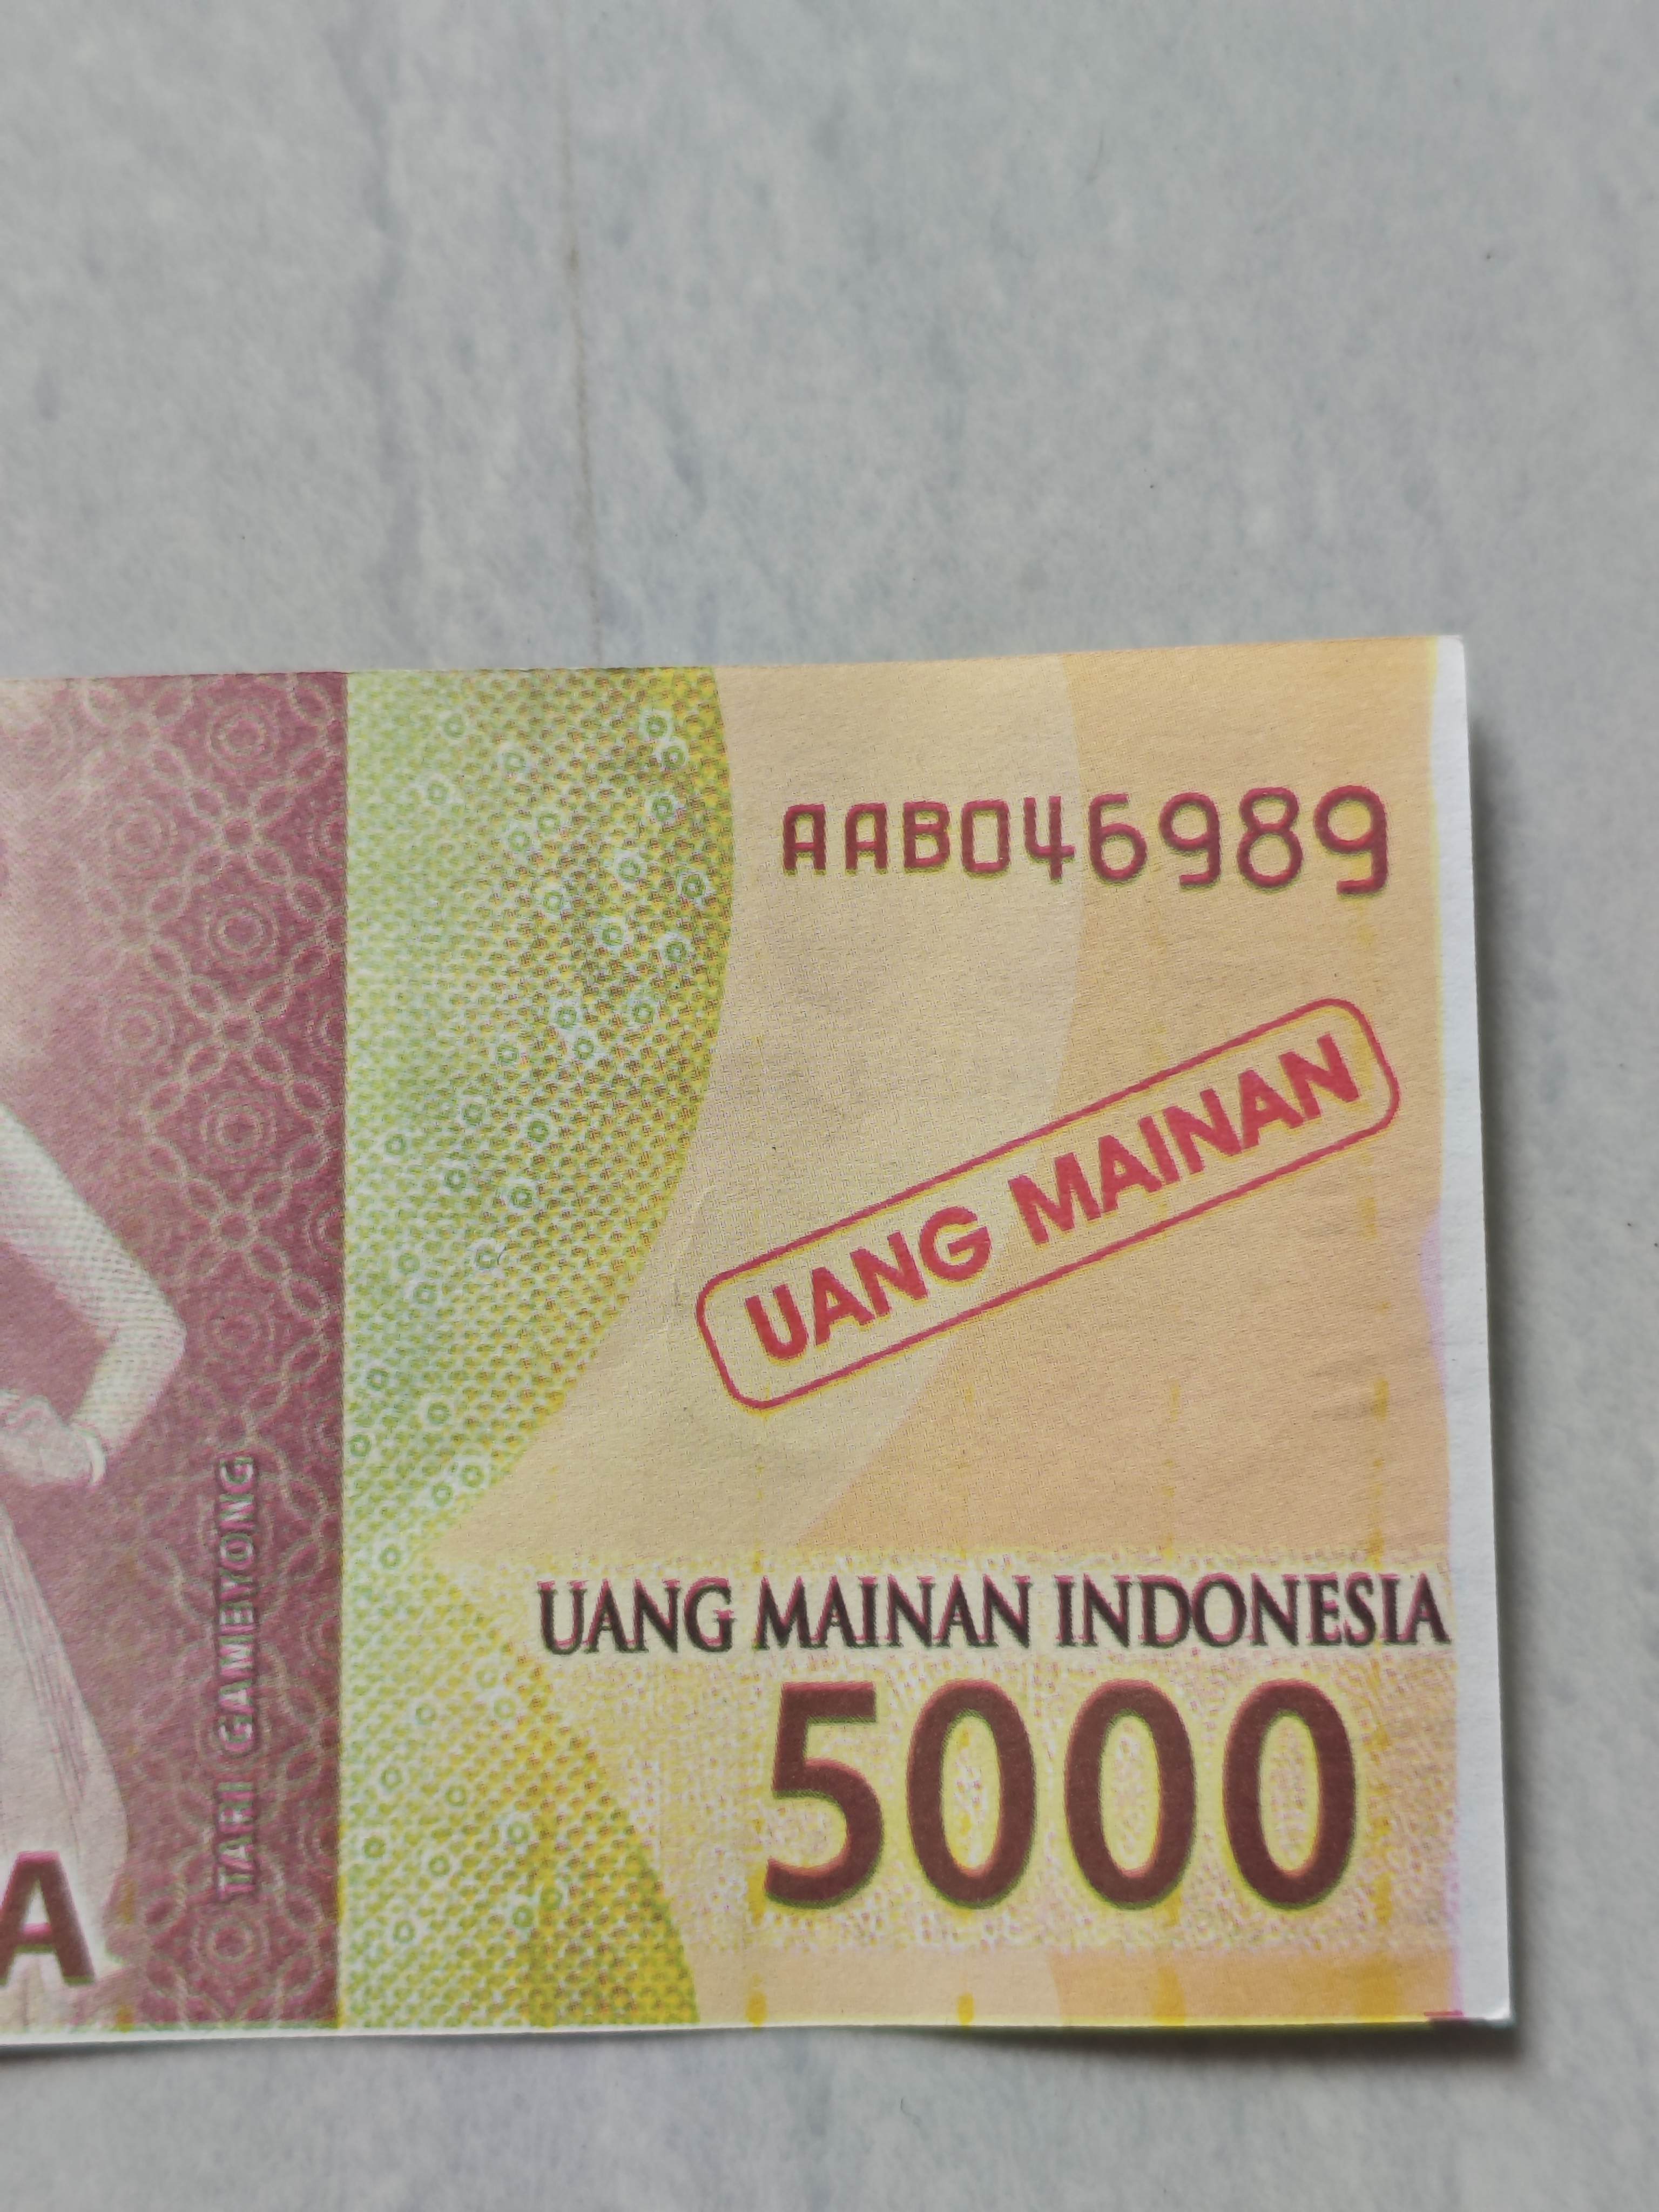 AAB046989
UANG MAINAN
TARI GAMBYONG
UANG MAINAN INDONESIA
5000
A